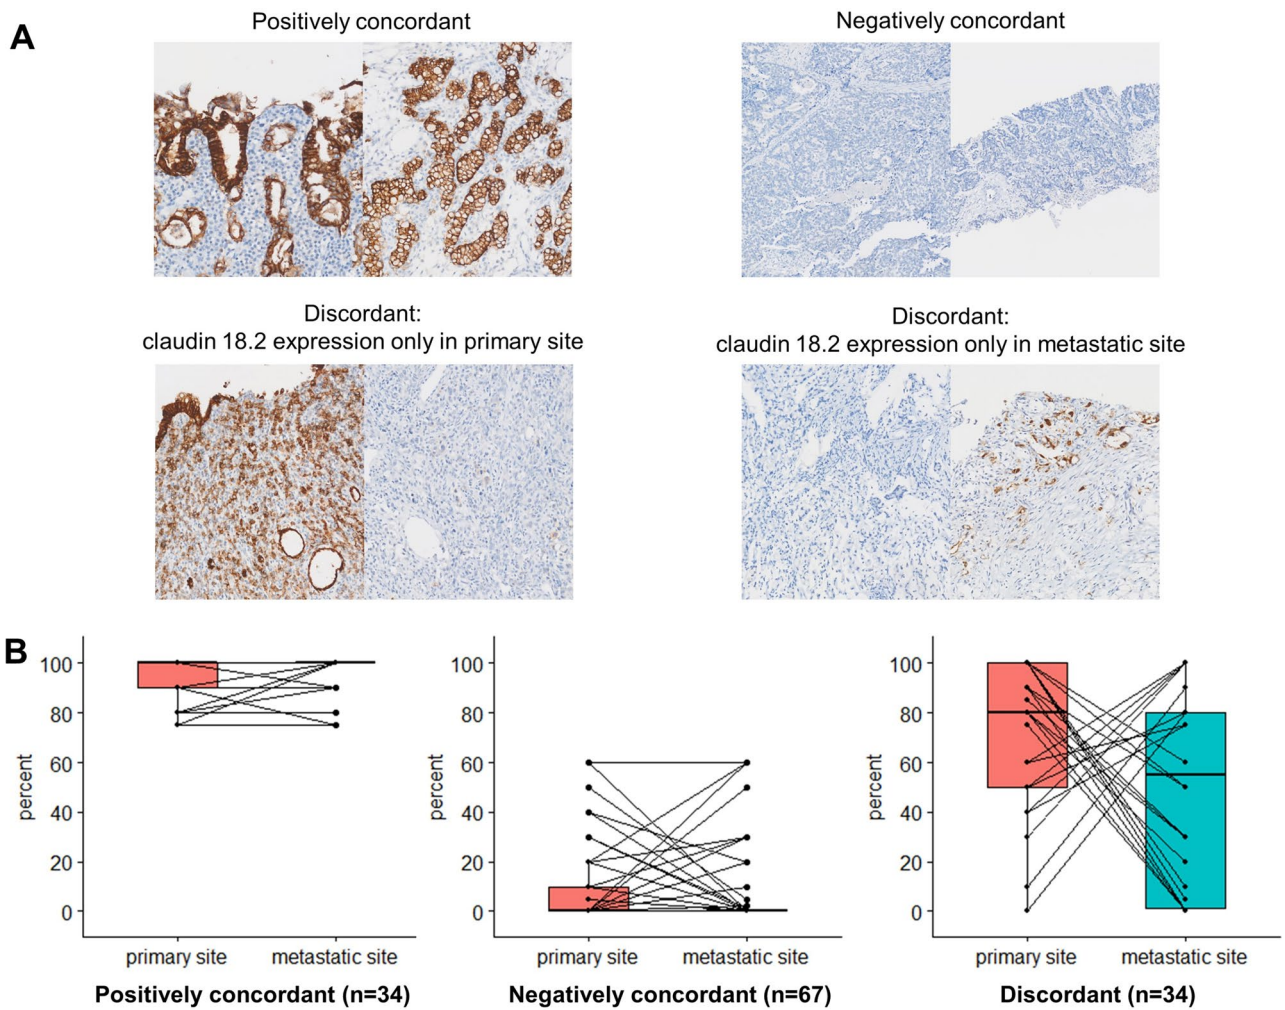 A
Positively concordant
Negatively concordant
Discordant:
claudin 18.2 expression only in primary site
Discordant:
claudin 18.2 expression only in metastatic site
B
percent
100
80
60
40
20
0
primary site
metastatic site
Positively concordant (n=34)
percent
100
80
60
40
20
0
primary site
metastatic site
Negatively concordant (n=67)
percent
100
80
60
40
20
0
primary site
metastatic site
Discordant (n=34)